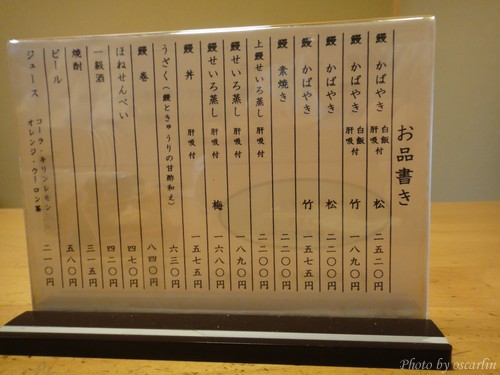 お品書き
鰻 かばやき 白飯 肝吸付 松 二五二〇円
鰻 かばやき 白飯 肝吸付 竹 一八九〇円
鰻 かばやき 松 二二〇〇円
鰻 かばやき 竹 一五七五円
鰻 素焼き 二二〇〇円
上鰻せいろ蒸し 肝吸付 二二〇〇円
鰻せいろ蒸し 肝吸付 一八九〇円
鰻せいろ蒸し 肝吸付 梅 一六八〇円
鰻 丼 肝吸付 一五七五円
うざく(鰻ときゅうりの甘酢和え) 六三〇円
鰻 巻 八四〇円
ほねせんべい 四七〇円
一級酒 四二〇円
焼酎 三一五円
ビール 五八〇円
ジュース コーラ・キリンレモン オレンジ・ウーロン茶 二一〇円
Photo by oscarlin